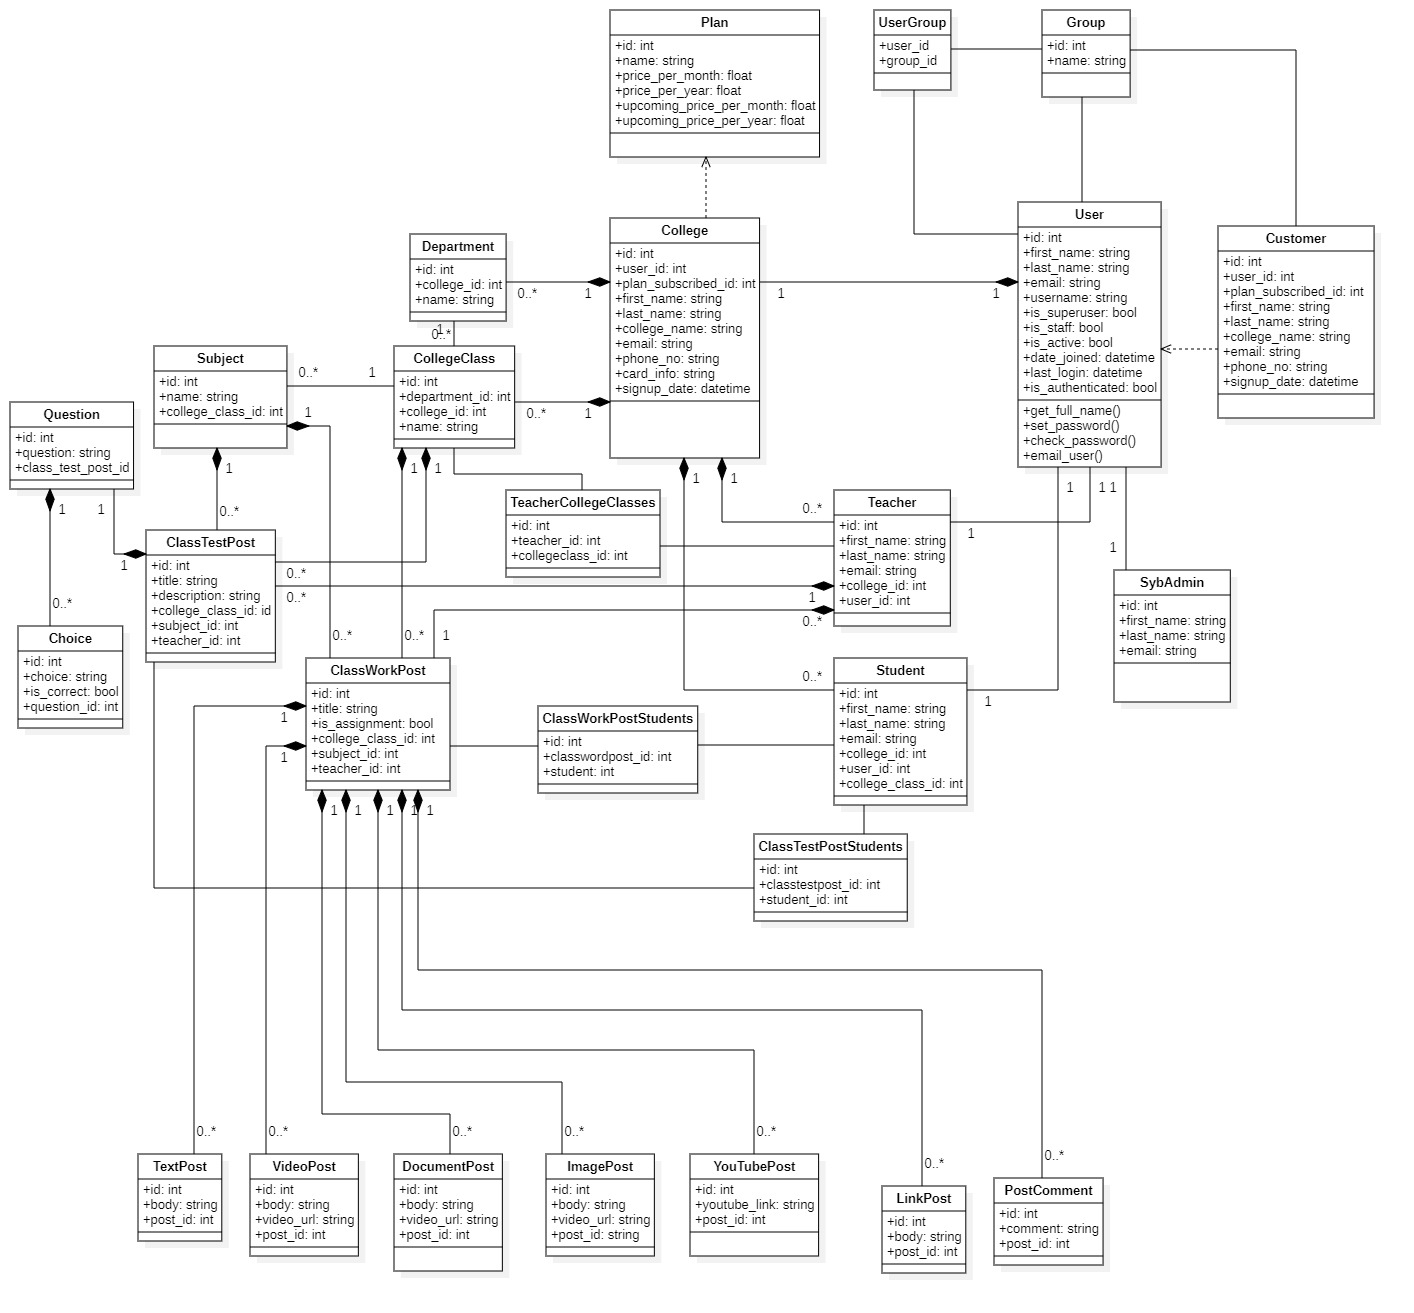 Plan
+id: int
+name: string
+price_per_month: float
+price_per_year: float
+upcoming_price_per_month: float
+upcoming_price_per_year: float
UserGroup
+user_id
+group_id
Group
+id: int
+name: string
Department
+id: int
+college_id: int
+name: string
0..*
1
College
+id: int
+user_id: int
+plan_subscribed_id: int
+first_name: string
+last_name: string
+college_name: string
+email: string
+phone_no: string
+card_info: string
+signup_date: datetime
1
1
User
+id: int
+first_name: string
+last_name: string
+email: string
+username: string
+is_superuser: bool
+is_staff: bool
+is_active: bool
+date_joined: datetime
+last_login: datetime
+is_authenticated: bool
+get_full_name()
+set_password()
+check_password()
+email_user()
Customer
+id: int
+user_id: int
+plan_subscribed_id: int
+first_name: string
+last_name: string
+college_name: string
+email: string
+phone_no: string
+signup_date: datetime
1
0..*
Subject
+id: int
+name: string
+college_class_id: int
0..*
1
CollegeClass
+id: int
+department_id: int
+college_id: int
+name: string
0..*
1
1
Question
+id: int
+question: string
+class_test_post_id
1
1
1
1
1
1
1
1
1 1
TeacherCollegeClasses
+id: int
+teacher_id: int
+collegeclass_id: int
Teacher
+id: int
+first_name: string
+last_name: string
+email: string
+college_id: int
+user_id: int
0..*
1
0..*
ClassTestPost
+id: int
+title: string
+description: string
+college_class_id: id
+subject_id: int
+teacher_id: int
1
0..*
0..*
1
0..*
1
SybAdmin
+id: int
+first_name: string
+last_name: string
+email: string
0..*
Choice
+id: int
+choice: string
+is_correct: bool
+question_id: int
0..*
0..*
1
ClassWorkPost
+id: int
+title: string
+is_assignment: bool
+college_class_id: int
+subject_id: int
+teacher_id: int
1
1
ClassWorkPostStudents
+id: int
+classwordpost_id: int
+student: int
0..*
Student
+id: int
+first_name: string
+last_name: string
+email: string
+college_id: int
+user_id: int
+college_class_id: int
1
1
1
1
1
1
ClassTestPostStudents
+id: int
+classtestpost_id: int
+student_id: int
0..*
0..*
0..*
0..*
0..*
0..*
0..*
TextPost
+id: int
+body: string
+post_id: int
VideoPost
+id: int
+body: string
+video_url: string
+post_id: int
DocumentPost
+id: int
+body: string
+video_url: string
+post_id: int
ImagePost
+id: int
+body: string
+video_url: string
+post_id: string
YouTubePost
+id: int
+youtube_link: string
+post_id: int
LinkPost
+id: int
+body: string
+post_id: int
PostComment
+id: int
+comment: string
+post_id: int